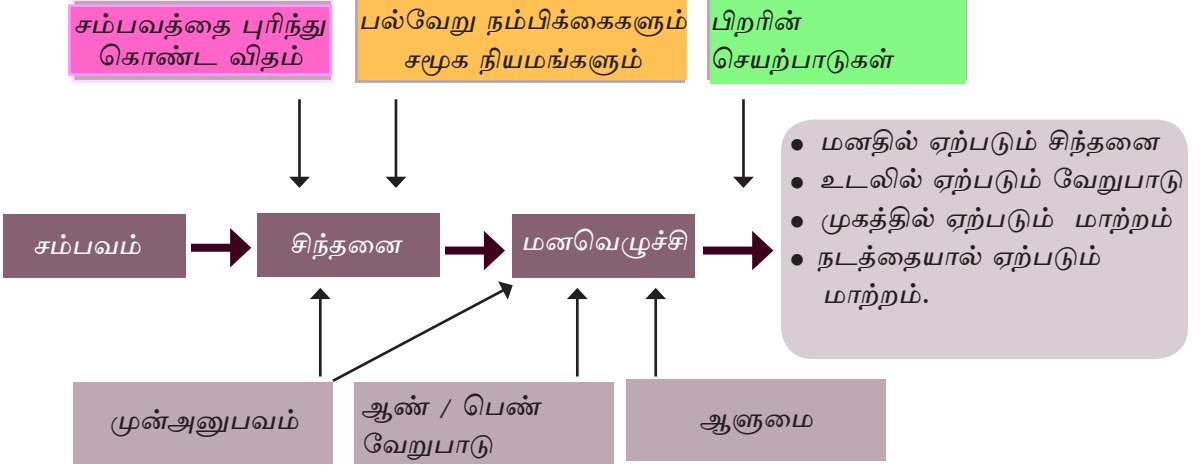 சம்பவத்தை புரிந்து
கொண்ட விதம்
பல்வேறு நம்பிக்கைகளும்
சமூக நியமங்களும்
பிறரின்
செயற்பாடுகள்
சம்பவம்
சிந்தனை
மனவெழுச்சி
● மனதில் ஏற்படும் சிந்தனை
● உடலில் ஏற்படும் வேறுபாடு
● முகத்தில் ஏற்படும் மாற்றம்
● நடத்தையால் ஏற்படும்
மாற்றம்.
முன்அனுபவம்
ஆண் / பெண்
வேறுபாடு
ஆளுமை